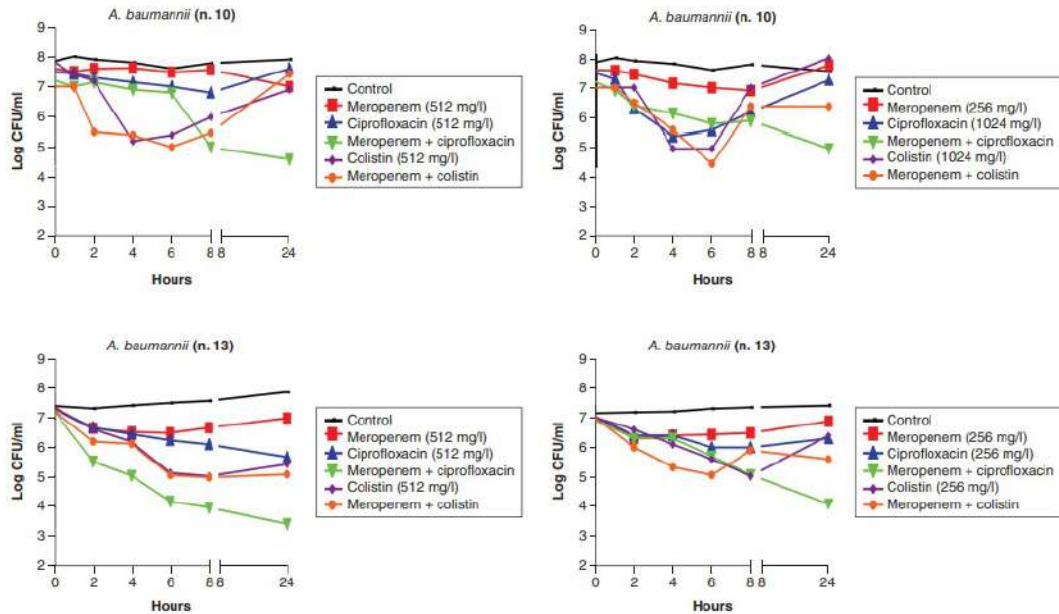 A. baumannii (n. 10)
Log CFU/ml
9
8
7
6
5
4
3
2
0 2 4 6 8 8 24
Hours
Control
Meropenem (512 mg/l)
Ciprofloxacin (512 mg/l)
Meropenem + ciprofloxacin
Colistin (512 mg/l)
Meropenem + colistin
A. baumannii (n. 10)
Log CFU/ml
9
8
7
6
5
4
3
2
0 2 4 6 8 8 24
Hours
Control
Meropenem (256 mg/l)
Ciprofloxacin (1024 mg/l)
Meropenem + ciprofloxacin
Colistin (1024 mg/l)
Meropenem + colistin
A. baumannii (n. 13)
Log CFU/ml
9
8
7
6
5
4
3
2
0 2 4 6 8 8 24
Hours
Control
Meropenem (512 mg/l)
Ciprofloxacin (512 mg/l)
Meropenem + ciprofloxacin
Colistin (512 mg/l)
Meropenem + colistin
A. baumannii (n. 13)
Log CFU/ml
9
8
7
6
5
4
3
2
0 2 4 6 8 8 24
Hours
Control
Meropenem (256 mg/l)
Ciprofloxacin (256 mg/l)
Meropenem + ciprofloxacin
Colistin (256 mg/l)
Meropenem + colistin